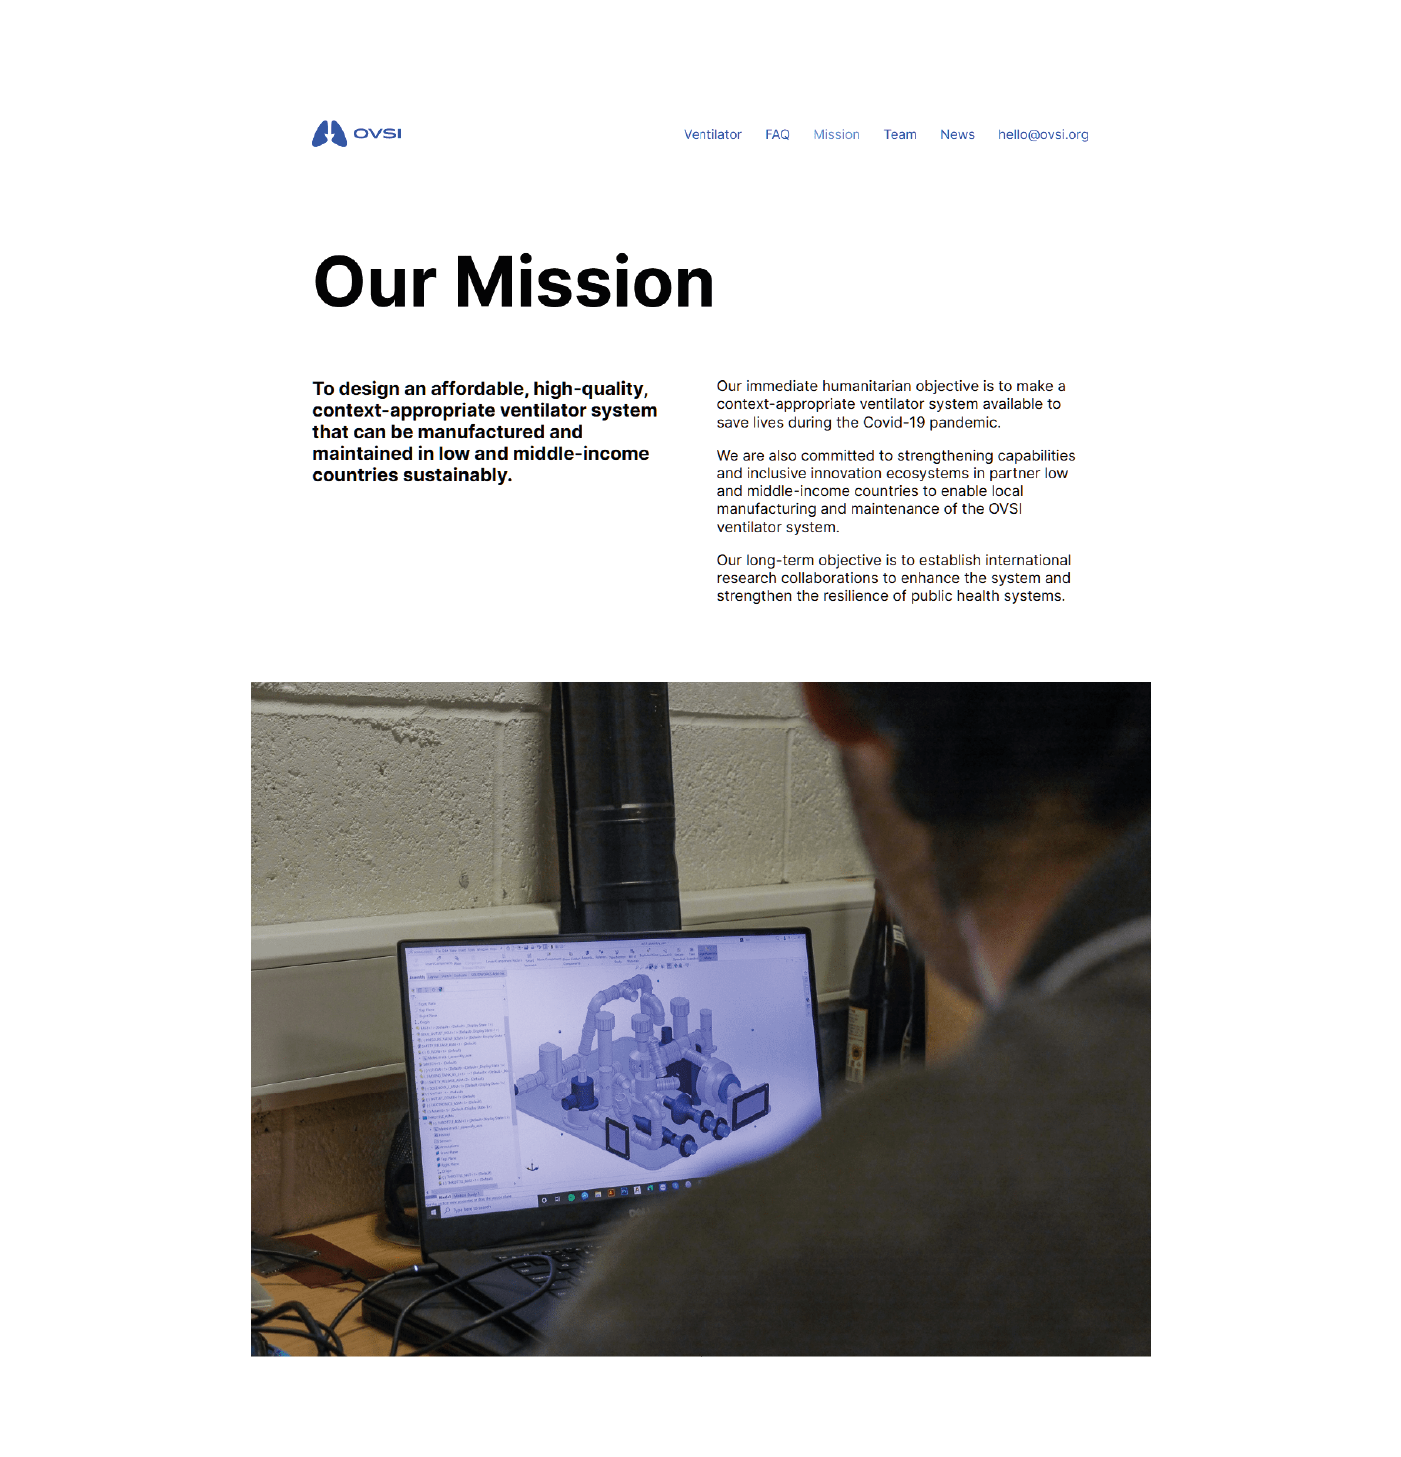 OVSI
Ventilator FAQ Mission Team News hello@ovsi.org
Our Mission
To design an affordable, high-quality,
context-appropriate ventilator system
that can be manufactured and
maintained in low and middle-income
countries sustainably.
Our immediate humanitarian objective is to make a
context-appropriate ventilator system available to
save lives during the Covid-19 pandemic.
We are also committed to strengthening capabilities
and inclusive innovation ecosystems in partner low
and middle-income countries to enable local
manufacturing and maintenance of the OVSI
ventilator system.
Our long-term objective is to establish international
research collaborations to enhance the system and
strengthen the resilience of public health systems.
Type here to search